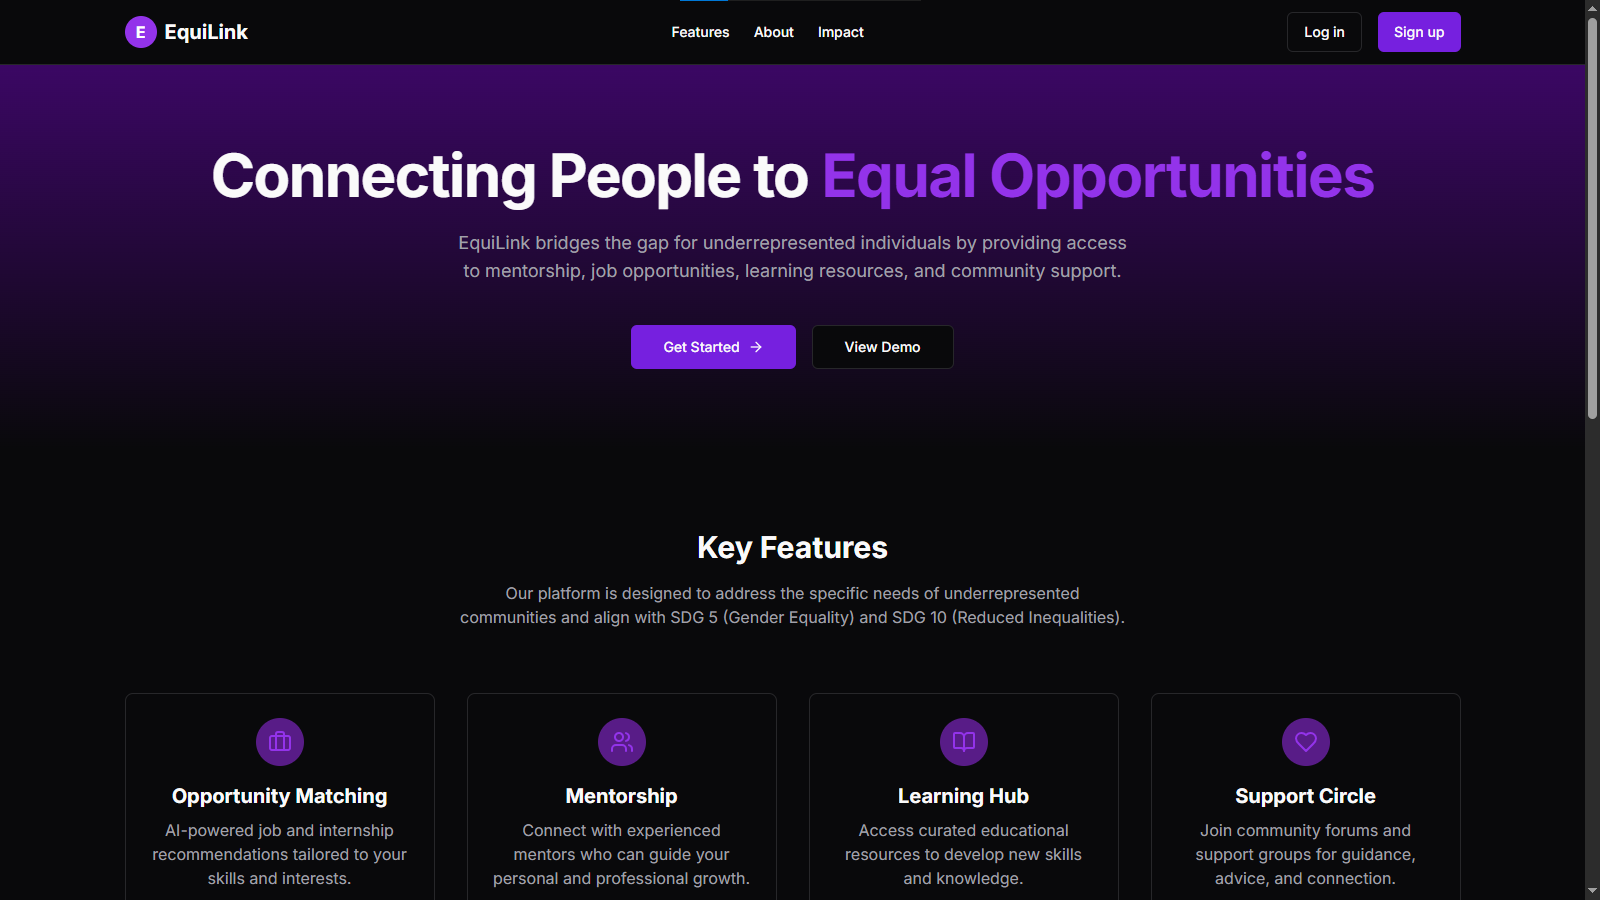 E EquiLink
Features About Impact
Log in Sign up
Connecting People to Equal Opportunities
EquiLink bridges the gap for underrepresented individuals by providing access
to mentorship, job opportunities, learning resources, and community support.
Get Started → View Demo
Key Features
Our platform is designed to address the specific needs of underrepresented
communities and align with SDG 5 (Gender Equality) and SDG 10 (Reduced Inequalities).
Opportunity Matching
AI-powered job and internship
recommendations tailored to your
skills and interests.
Mentorship
Connect with experienced
mentors who can guide your
personal and professional growth.
Learning Hub
Access curated educational
resources to develop new skills
and knowledge.
Support Circle
Join community forums and
support groups for guidance,
advice, and connection.